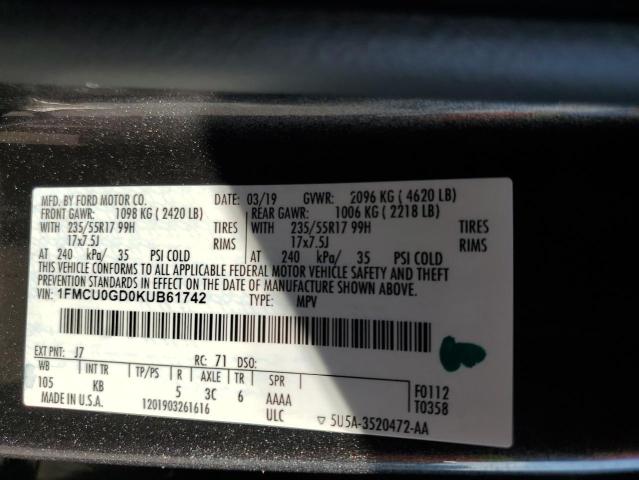 MFD. BY FORD MOTOR CO. DATE: 03/19 GVWR: 2096 KG ( 4620 LB)
FRONT GAWR: 1098 KG ( 2420 LB) REAR GAWR: 1006 KG ( 2218 LB)
WITH 235/55R17 99H TIRES WITH 235/55R17 99H TIRES
17x7.5J RIMS 17x7.5J RIMS
AT 240 kPa/ 35 PSI COLD AT 240 kPa/ 35 PSI COLD
THIS VEHICLE CONFORMS TO ALL APPLICABLE FEDERAL MOTOR VEHICLE SAFETY AND THEFT
PREVENTION STANDARDS IN EFFECT ON THE DATE OF MANUFACTURE SHOWN ABOVE.
VIN: 1FMCU0GD0KUB61742 TYPE: MPV
EXT PNT: J7 RC: 71 DSO:
WB INT TR TP/PS R AXLE TR SPR
105 KB 5 3C 6 AAAA F0112
MADE IN U.S.A. 1201903261616 ULC T0358
5U5A-3520472-AA